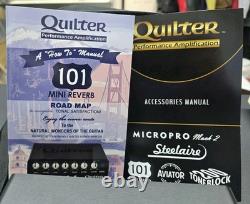 Quilter
Performance Amplification
A "How To" Manual
101
MINI REVERB
ROAD MAP
TONAL SATISFACTION!
Enjoy the scenic route
to the
NATURAL WONDERS OF THE GUITAR
Quilter
Performance Amplification
ACCESSORIES MANUAL
MICROPRO Mark 2
Steelaire
101
AVIATOR
TONEBLOCK